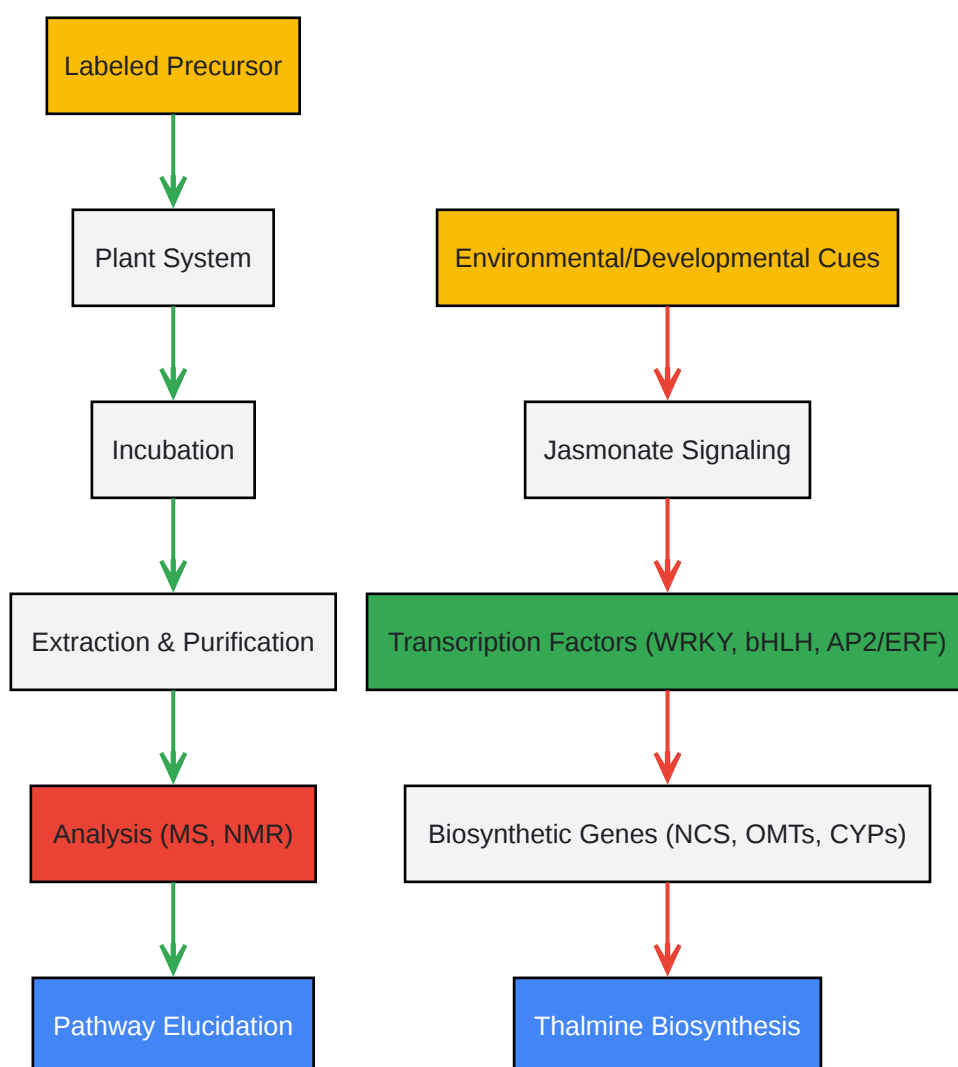 Labeled Precursor
Plant System
Incubation
Extraction & Purification
Analysis (MS, NMR)
Pathway Elucidation
Environmental/Developmental Cues
Jasmonate Signaling
Transcription Factors (WRKY, bHLH, AP2/ERF)
Biosynthetic Genes (NCS, OMTs, CYPs)
Thalmine Biosynthesis